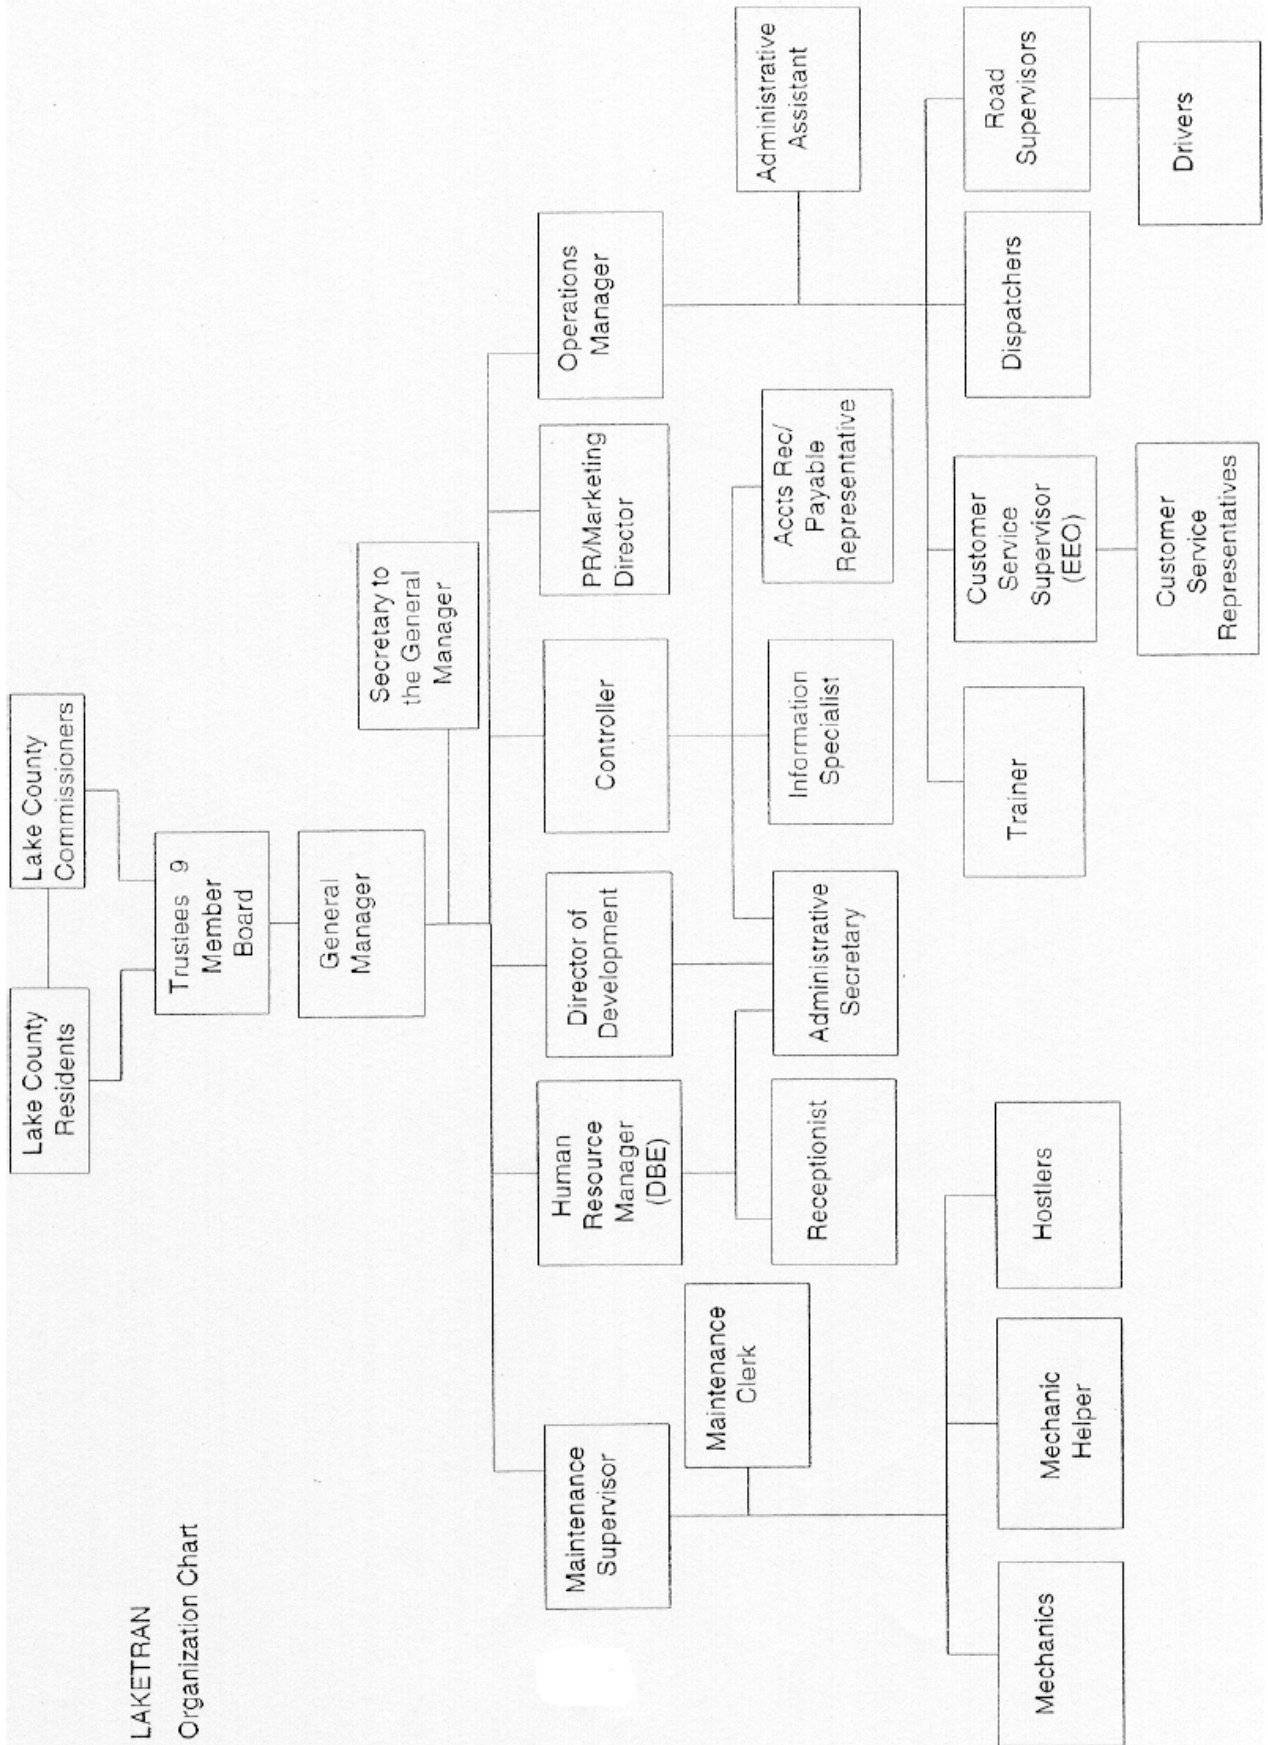 LAKETRAN
Organization Chart
Lake County
Residents
Lake County
Commissioners
Trustees 9
Member
Board
General
Manager
Secretary to
the General
Manager
Maintenance
Supervisor
Human
Resource
Manager
(DBE)
Director of
Development
Controller
PR/Marketing
Director
Operations
Manager
Maintenance
Clerk
Administrative
Assistant
Receptionist
Administrative
Secretary
Information
Specialist
Accts Rec/
Payable
Representative
Mechanics
Mechanic
Helper
Hostlers
Trainer
Customer
Service
Supervisor
(EEO)
Dispatchers
Road
Supervisors
Customer
Service
Representatives
Drivers